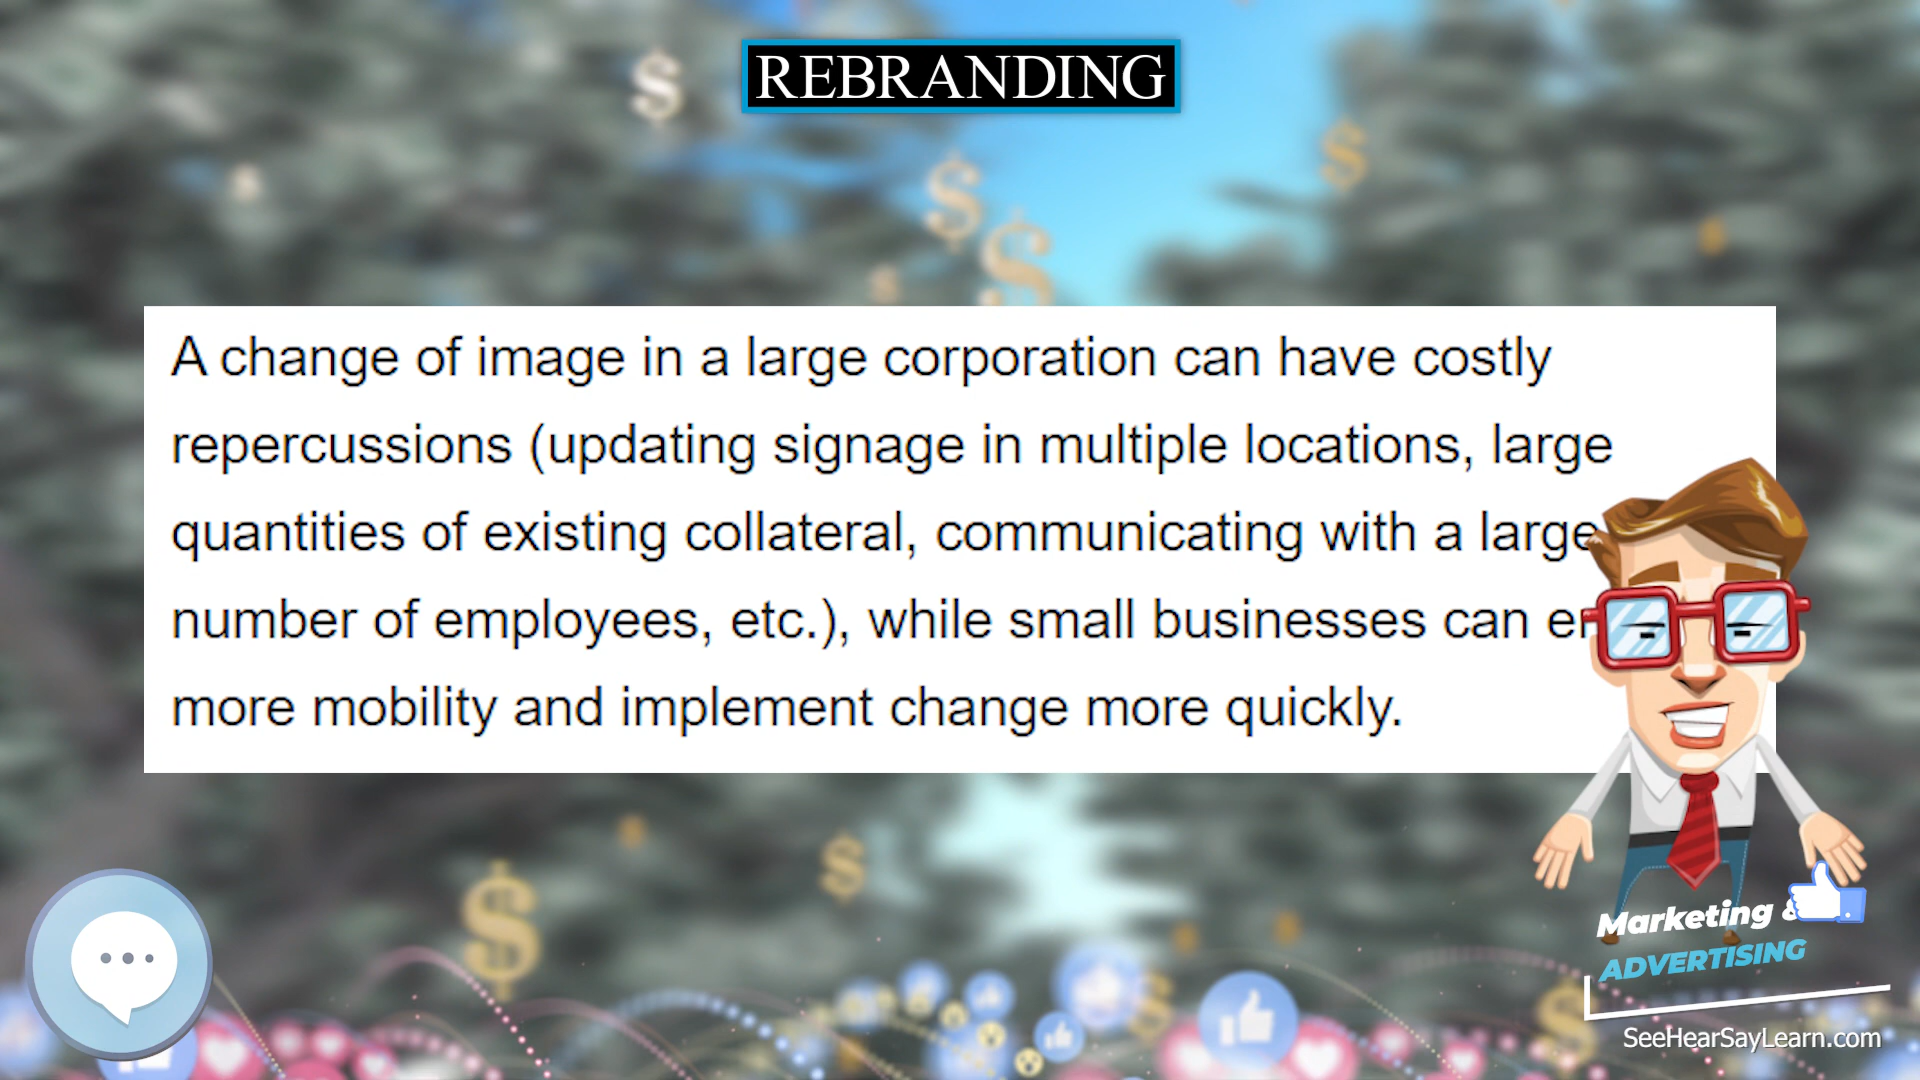 REBRANDING
A change of image in a large corporation can have costly
repercussions (updating signage in multiple locations, large
quantities of existing collateral, communicating with a large
number of employees, etc.), while small businesses can
more mobility and implement change more quickly.
Marketing &
ADVERTISING
SeeHearSayLearn.com